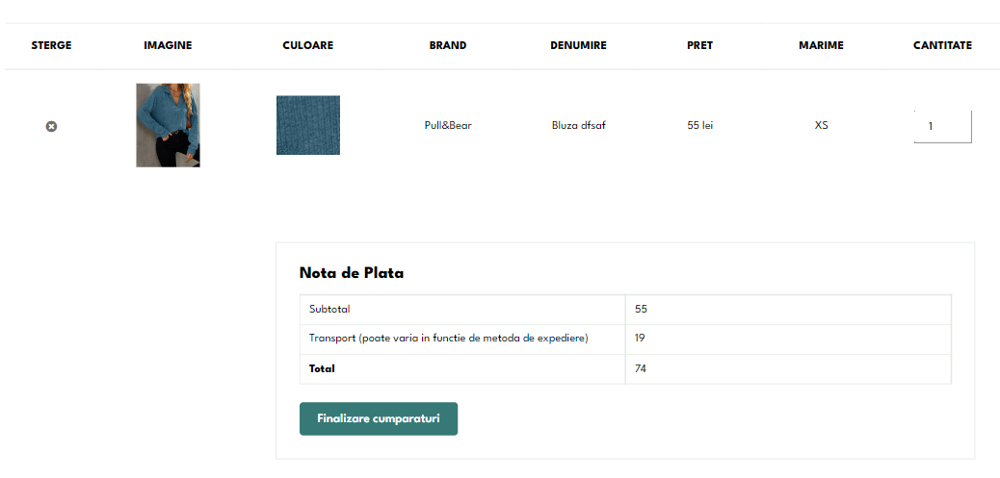 STERGE IMAGINE CULOARE BRAND DENUMIRE PRET MARIME CANTITATE
Pull&Bear Bluza dfsaf 55 lei XS 1
Nota de Plata
Subtotal 55
Transport (poate varia in functie de metoda de expediere) 19
Total 74
Finalizare cumparaturi